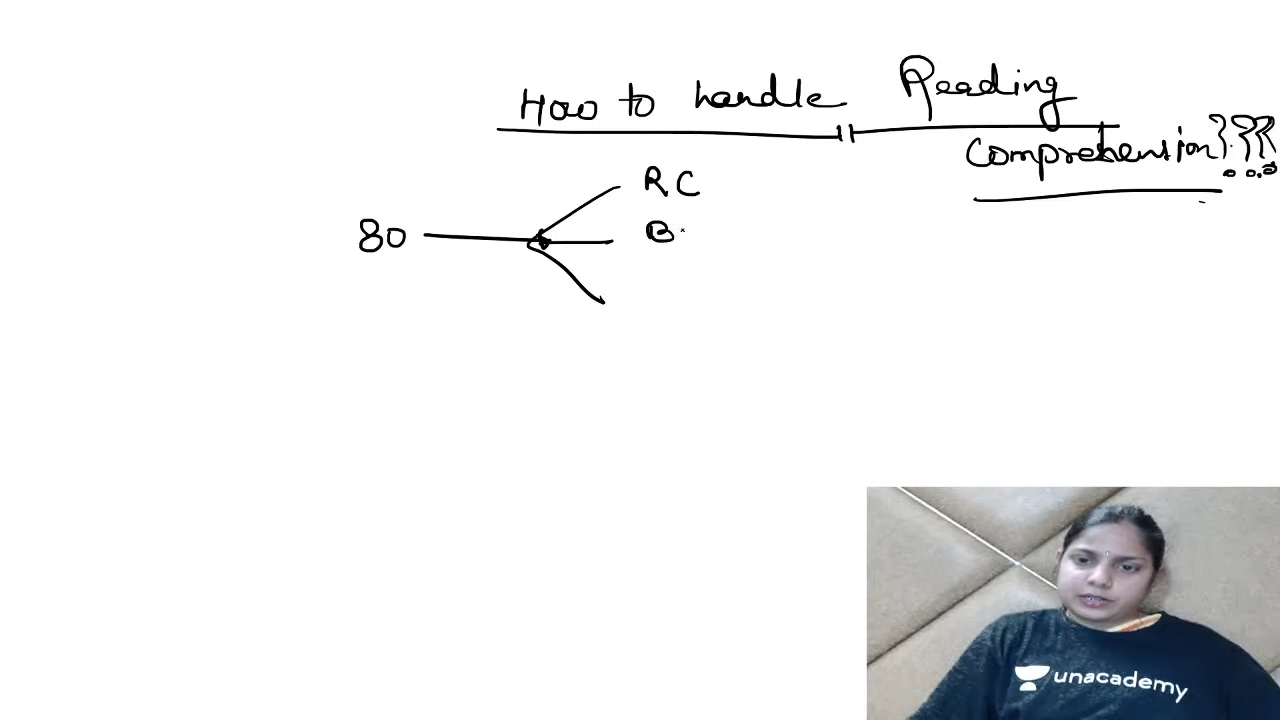 How to handle Reading
Comprehension???
RC
80
B.
unacademy